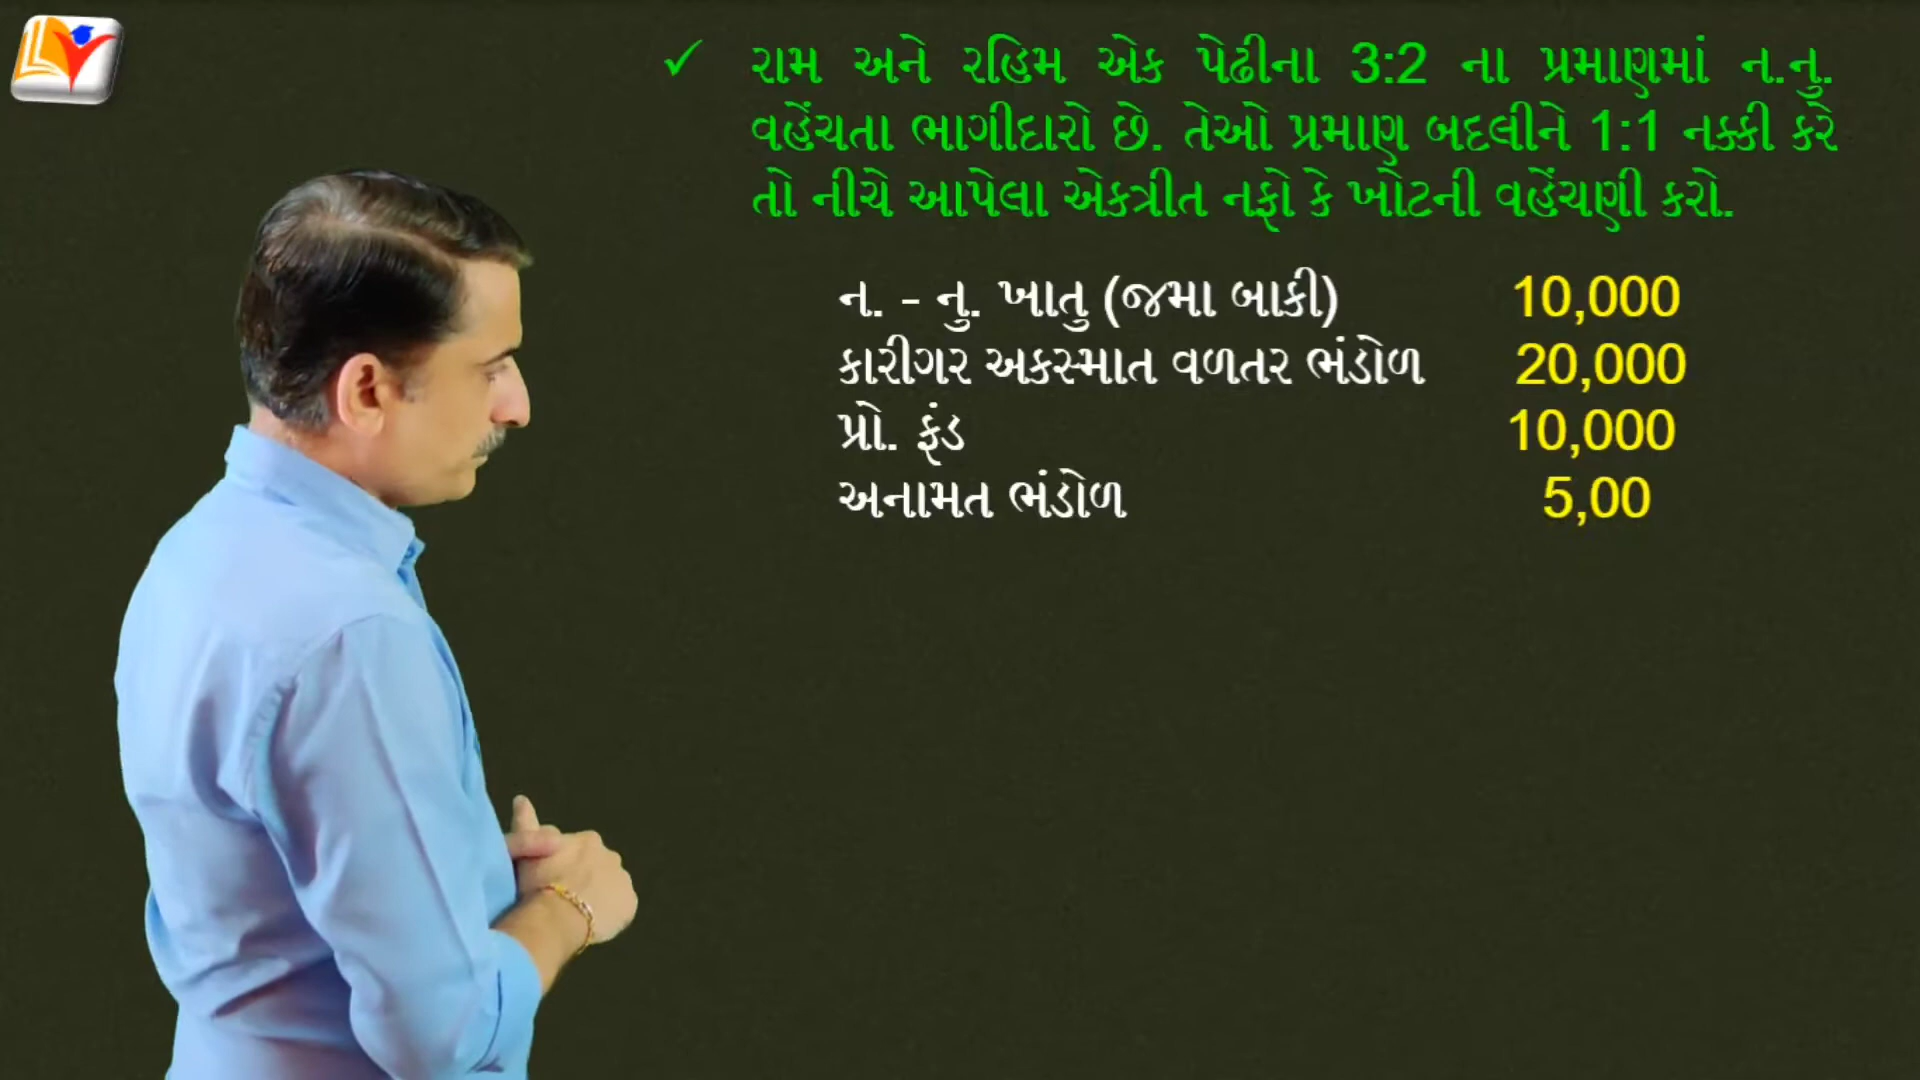 ✓ રામ અને રહિમ એક પેઢીના 3:2 ના પ્રમાણમાં ન.નુ.
વહેંચતા ભાગીદારો છે. તેઓ પ્રમાણ બદલીને 1:1 નક્કી કરે
તો નીચે આપેલા એકત્રીત નફો કે ખોટની વહેંચણી કરો.
ન. - નુ. ખાતુ (જમા બાકી) 10,000
કારીગર અકસ્માત વળતર ભંડોળ 20,000
પ્રો. ફંડ 10,000
અનામત ભંડોળ 5,00